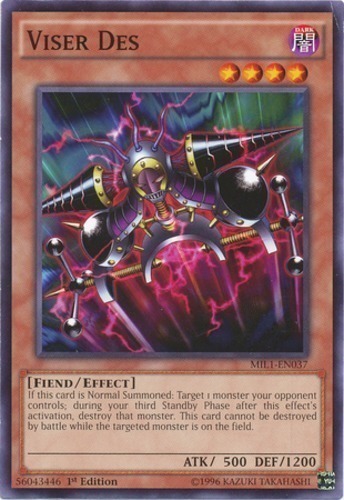 VISER DES
DARK
闇
MIL1-EN037
[FIEND/EFFECT]
If this card is Normal Summoned: Target 1 monster your opponent
controls; during your third Standby Phase after this effect's
activation, destroy that monster. This card cannot be destroyed
by battle while the targeted monster is on the field.
ATK/ 500 DEF/1200
56043446 1st Edition ©1996 KAZUKI TAKAHASHI